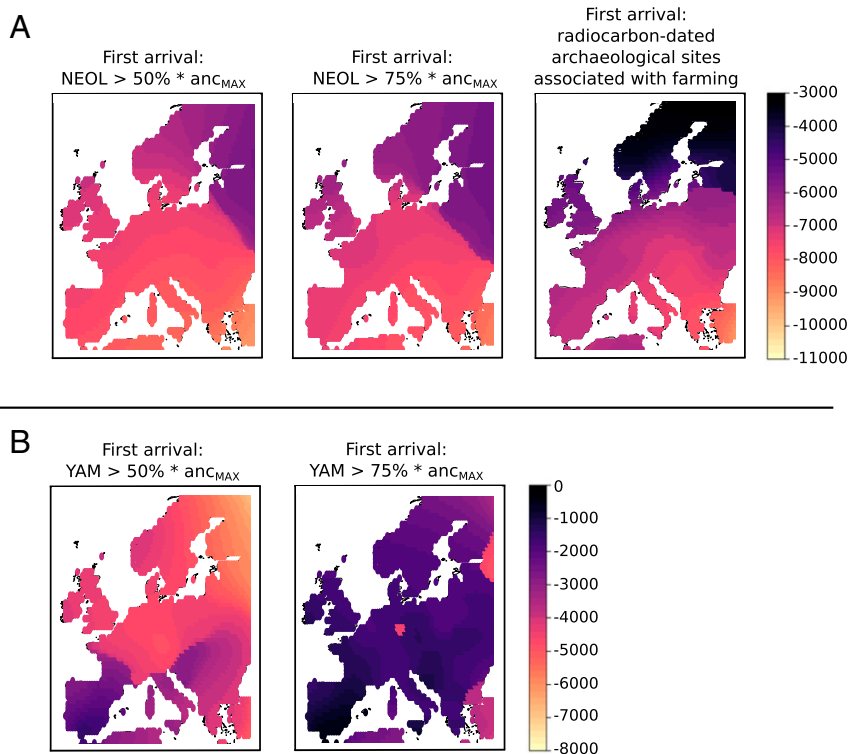 A
First arrival:
NEOL > 50% * ancMAX
First arrival:
NEOL > 75% * ancMAX
First arrival:
radiocarbon-dated
archaeological sites
associated with farming
-3000
-4000
-5000
-6000
-7000
-8000
-9000
-10000
-11000
B
First arrival:
YAM > 50% * ancMAX
First arrival:
YAM > 75% * ancMAX
0
-1000
-2000
-3000
-4000
-5000
-6000
-7000
-8000